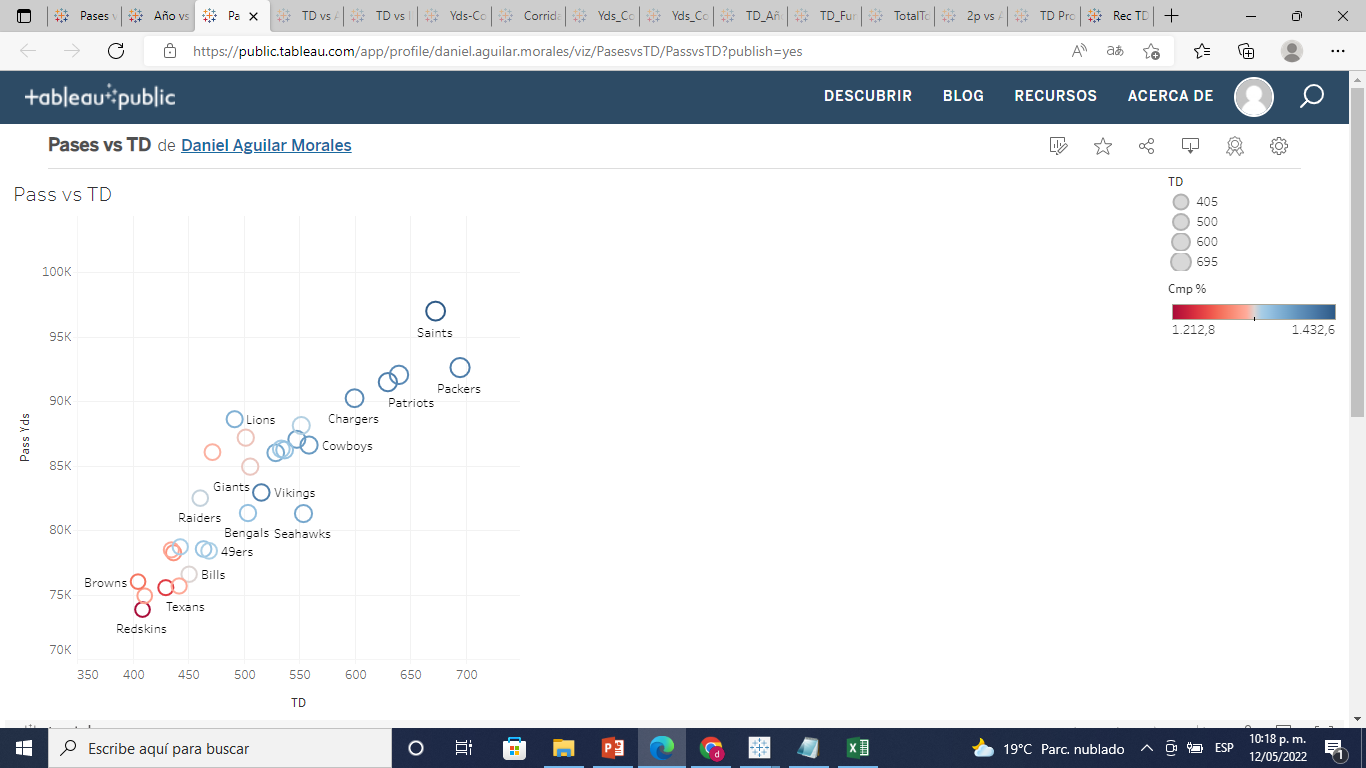 Pases v
Año vs
Pa
TD vs A
TD vs I
Yds-Co
Corrida
Yds_Co
Yds_Co
TD_Año
TD_Fur
TotalTo
2p vs A
TD Pro
Rec TD
https://public.tableau.com/app/profile/daniel.aguilar.morales/viz/PasesvsTD/PassvsTD?publish=yes
+ableau public
DESCUBRIR
BLOG
RECURSOS
ACERCA DE
Pases vs TD de Daniel Aguilar Morales
Pass vs TD
TD
405
500
600
695
Cmp %
1.212,8
1.432,6
Pass Yds
100K
95K
90K
85K
80K
75K
70K
Saints
Packers
Patriots
Chargers
Lions
Cowboys
Giants
Vikings
Raiders
Bengals
Seahawks
49ers
Bills
Browns
Texans
Redskins
350
400
450
500
550
600
650
700
TD
Escribe aquí para buscar
19°C Parc. nublado
ESP
10:18 p. m.
12/05/2022
1